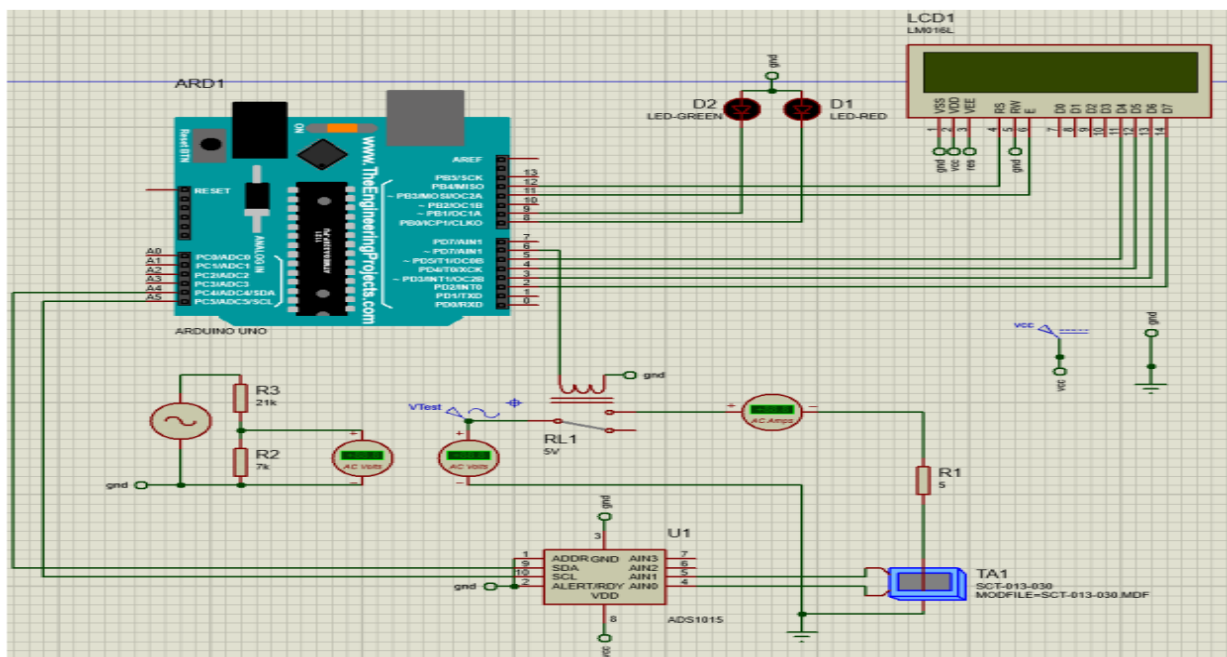 LCD1
LM016L
VSS
VDD
VEE
RS
RW
E
D0
D1
D2
D3
D4
D5
D6
D7
1
2
3
4
5
6
7
8
9
10
11
12
13
14
gnd
vcc
res
gnd
gnd
D2
LED-GREEN
D1
LED-RED
ARD1
Reset BTN
ON
www.TheEngineeringProjects.com
ANALOG IN
RESET
AREF
PB5/SCK
PB4/MISO
~ PB3/MOSI/OC2A
~ PB2/OC1B
~ PB1/OC1A
PB0/ICP1/CLKO
13
12
11
10
9
8
PD7/AIN1
~ PD7/AIN1
~ PD5/T1/OC0B
PD4/T0/XCK
~ PD3/INT1/OC2B
PD2/INT0
PD1/TXD
PD0/RXD
7
6
5
4
3
2
1
0
A0
A1
A2
A3
A4
A5
PC0/ADC0
PC1/ADC1
PC2/ADC2
PC3/ADC3
PC4/ADC4/SDA
PC5/ADC5/SCL
ARDUINO UNO
vcc
vcc
gnd
R3
21k
R2
7k
gnd
+
AC Volts
−
VTest
+
AC Volts
−
gnd
RL1
5V
+
AC Amps
−
R1
5
gnd
3
U1
1
9
10
2
ADDR
SDA
SCL
ALERT/RDY
GND
VDD
AIN3
AIN2
AIN1
AIN0
7
6
5
4
gnd
8
vcc
ADS1015
TA1
SCT-013-030
MODFILE=SCT-013-030.MDF